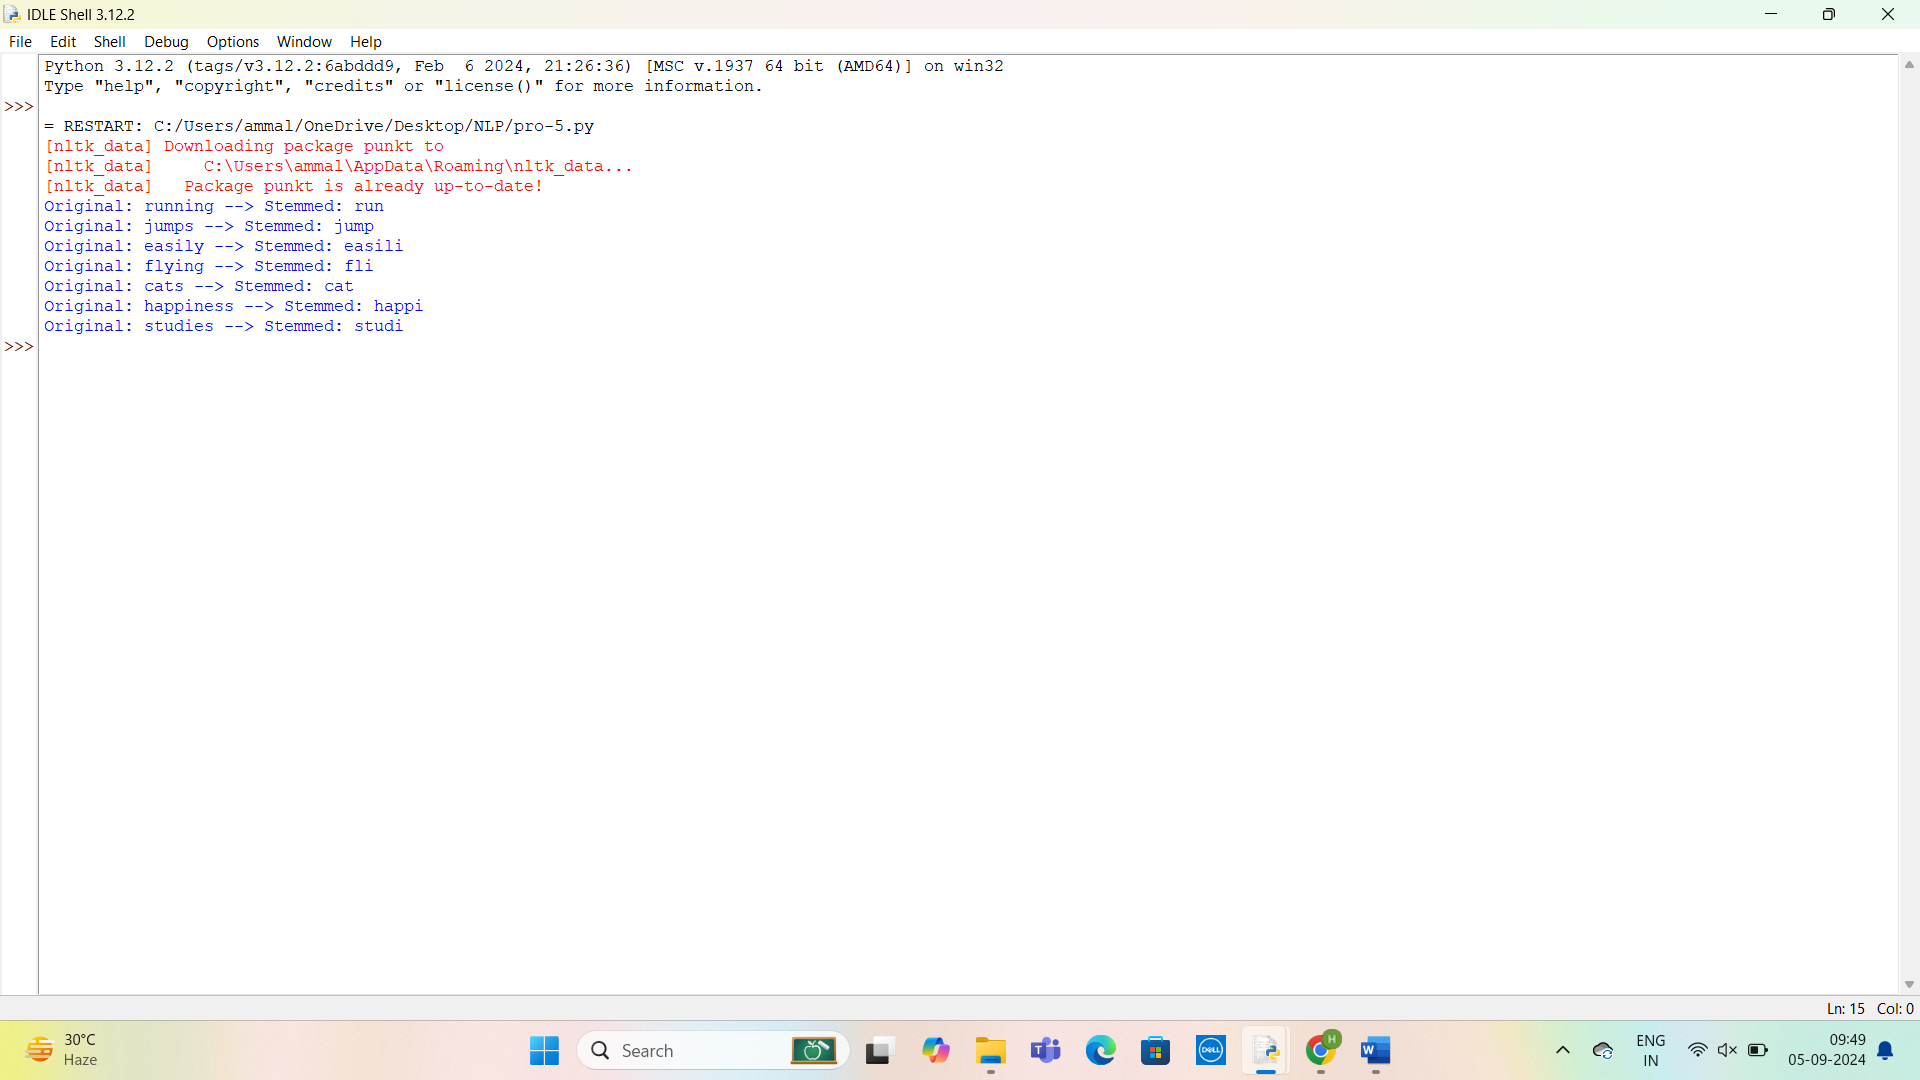 IDLE Shell 3.12.2
File Edit Shell Debug Options Window Help
Python 3.12.2 (tags/v3.12.2:6abddd9, Feb  6 2024, 21:26:36) [MSC v.1937 64 bit (AMD64)] on win32
Type "help", "copyright", "credits" or "license()" for more information.
>>>
= RESTART: C:/Users/ammal/OneDrive/Desktop/NLP/pro-5.py
[nltk_data] Downloading package punkt to
[nltk_data]     C:\Users\ammal\AppData\Roaming\nltk_data...
[nltk_data]   Package punkt is already up-to-date!
Original: running --> Stemmed: run
Original: jumps --> Stemmed: jump
Original: easily --> Stemmed: easili
Original: flying --> Stemmed: fli
Original: cats --> Stemmed: cat
Original: happiness --> Stemmed: happi
Original: studies --> Stemmed: studi
>>>
Ln: 15 Col: 0
30°C
Haze
Search
DELL
H
W
T
ENG
IN
09:49
05-09-2024